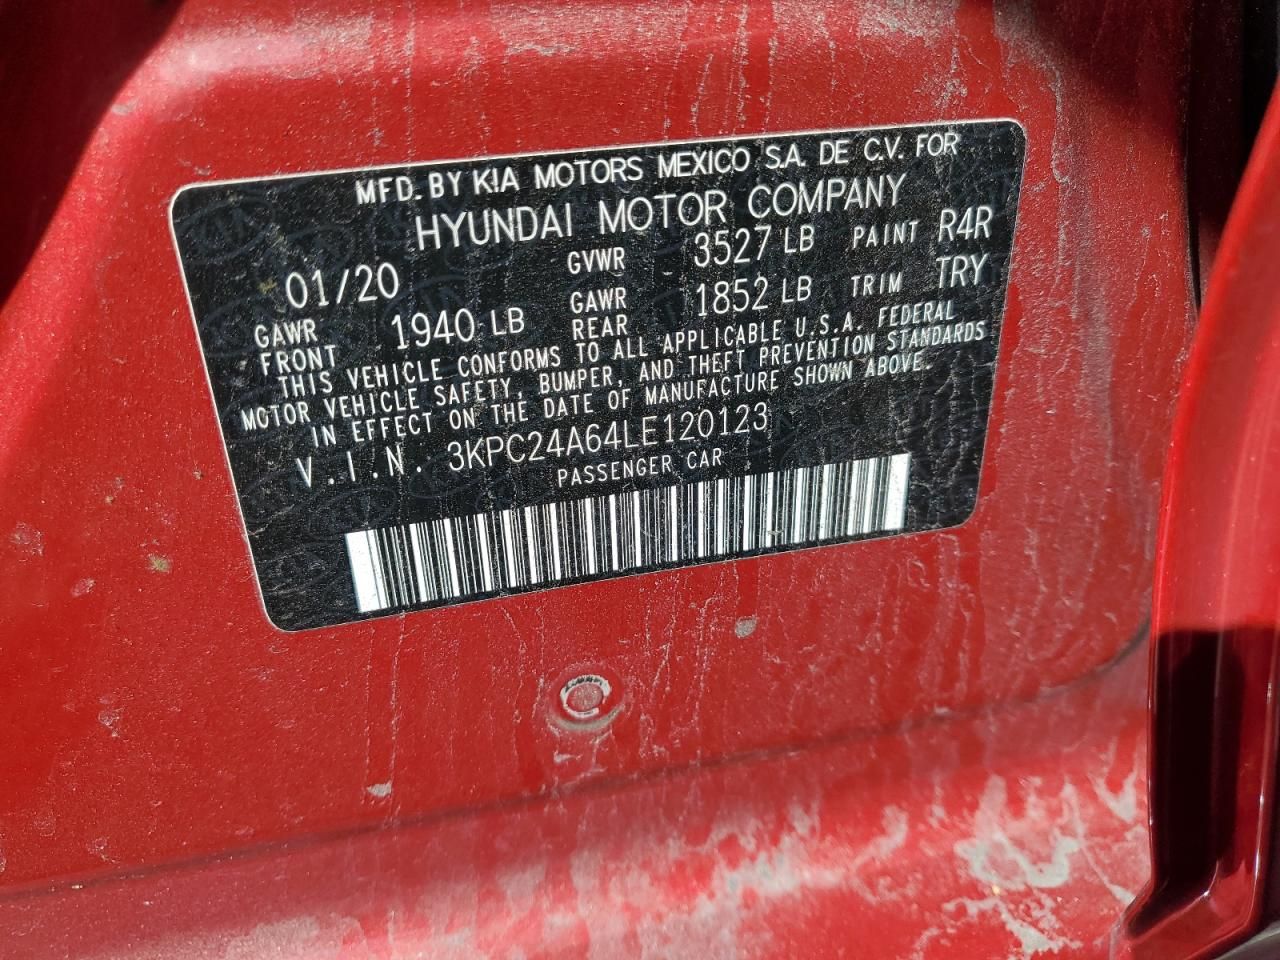 MFD. BY KIA MOTORS MEXICO S.A. DE C.V. FOR
HYUNDAI MOTOR COMPANY
01/20 GVWR 3527 LB PAINT R4R
GAWR FRONT 1940 LB GAWR REAR 1852 LB TRIM TRY
THIS VEHICLE CONFORMS TO ALL APPLICABLE U.S.A. FEDERAL
MOTOR VEHICLE SAFETY, BUMPER, AND THEFT PREVENTION STANDARDS
IN EFFECT ON THE DATE OF MANUFACTURE SHOWN ABOVE.
V.I.N. 3KPC24A64LE120123
PASSENGER CAR